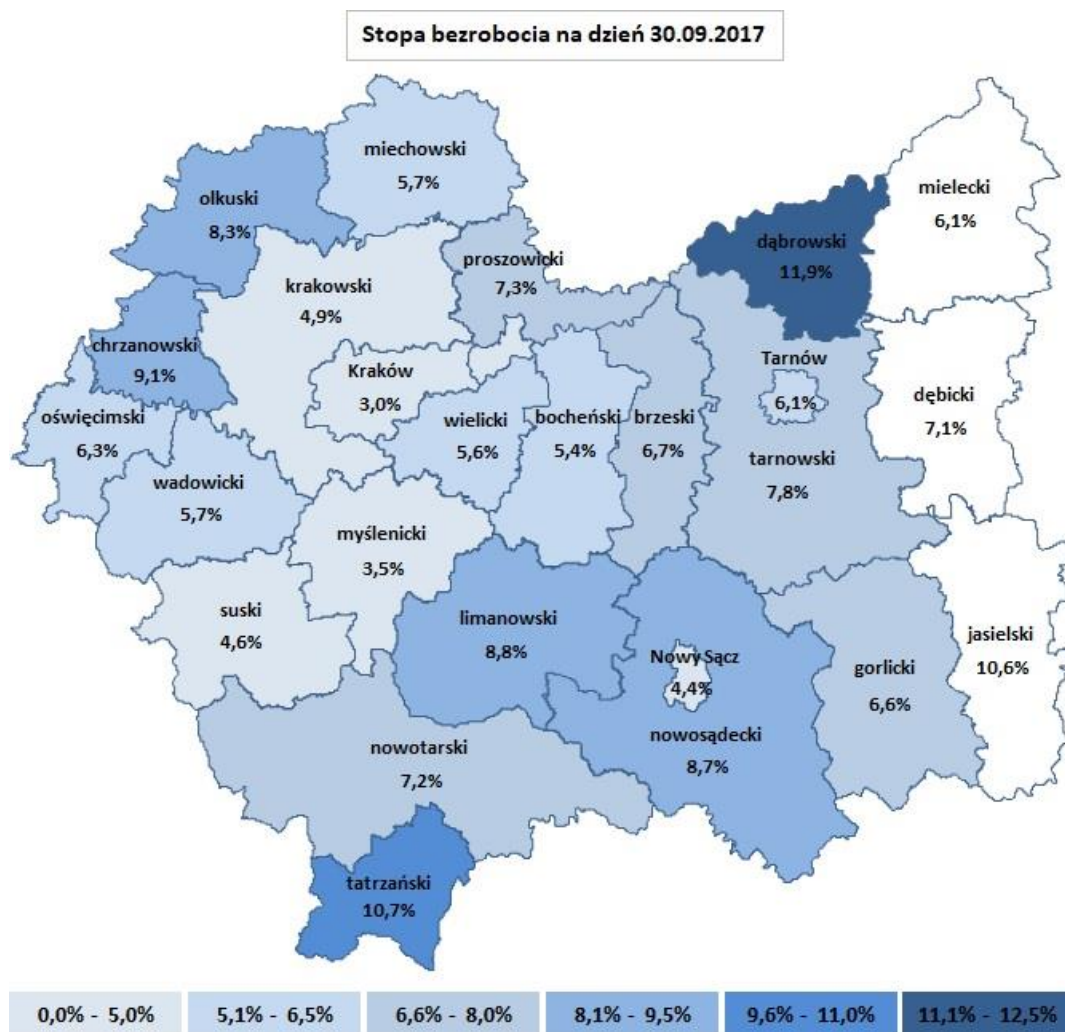 Stopa bezrobocia na dzień 30.09.2017
miechowski
5,7%
olkuski
8,3%
mielecki
6,1%
dąbrowski
11,9%
proszowicki
7,3%
krakowski
4,9%
chrzanowski
9,1%
Kraków
3,0%
Tarnów
6,1%
oświęcimski
6,3%
wielicki
5,6%
bocheński
5,4%
brzeski
6,7%
dębicki
7,1%
tarnowski
7,8%
wadowicki
5,7%
myślenicki
3,5%
suski
4,6%
limanowski
8,8%
jasielski
10,6%
Nowy Sącz
4,4%
gorlicki
6,6%
nowosądecki
8,7%
nowotarski
7,2%
tatrzański
10,7%
0,0% - 5,0%
5,1% - 6,5%
6,6% - 8,0%
8,1% - 9,5%
9,6% - 11,0%
11,1% - 12,5%